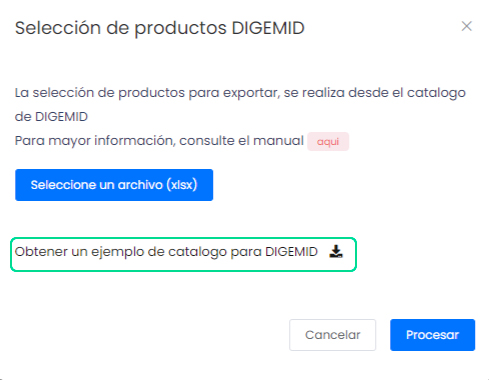 Selección de productos DIGEMID
La selección de productos para exportar, se realiza desde el catalogo
de DIGEMID
Para mayor información, consulte el manual aqui
Seleccione un archivo (xlsx)
Obtener un ejemplo de catalogo para DIGEMID
Cancelar Procesar